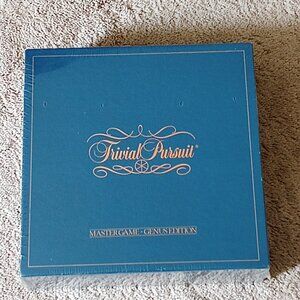 Trivial Pursuit®
MASTER GAME - GENUS EDITION